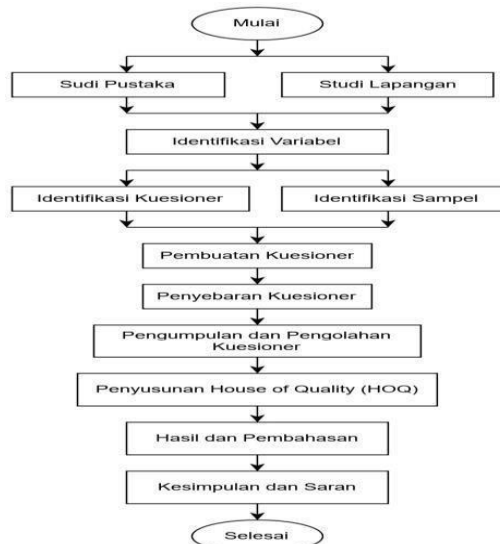 Mulai
Sudi Pustaka
Studi Lapangan
Identifikasi Variabel
Identifikasi Kuesioner
Identifikasi Sampel
Pembuatan Kuesioner
Penyebaran Kuesioner
Pengumpulan dan Pengolahan
Kuesioner
Penyusunan House of Quality (HOQ)
Hasil dan Pembahasan
Kesimpulan dan Saran
Selesai